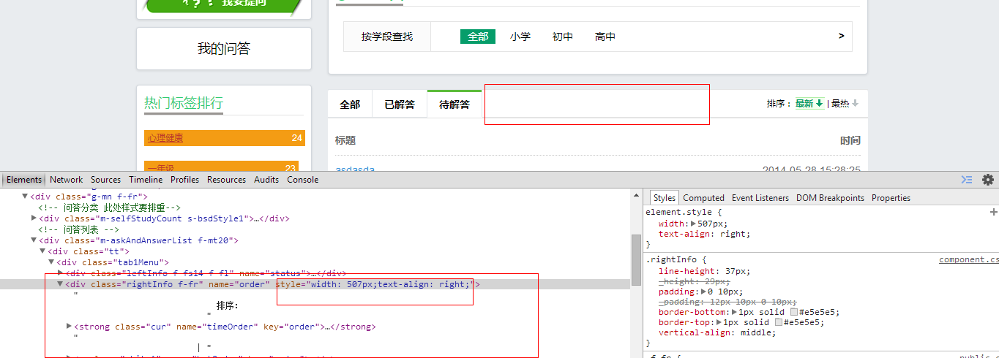 我要提问
按学段查找 全部 小学 初中 高中 >
我的问答
热门标签排行
全部 已解答 待解答 排序： 最新 | 最热
心理健康 24
标题 时间
一年级 23
asdasda 2014-05-28 15:28:25
Elements Network Sources Timeline Profiles Resources Audits Console
<div class="g-mn f-fr">
<!-- 问答分类 此处样式要排重-->
<div class="m-selfStudyCount s-bsdStyle1">…</div>
<!-- 问答列表 -->
<div class="m-askAndAnswerList f-mt20">
<div class="tt">
<div class="tab1Menu">
<div class="leftInfo f-fs14 f-fl" name="status">…</div>
<div class="rightInfo f-fr" name="order" style="width: 507px;text-align: right;">
"
排序：
"
<strong class="cur" name="timeOrder" key="order">…</strong>
"
| "
Styles Computed Event Listeners DOM Breakpoints Properties
element.style {
width: 507px;
text-align: right;
}
.rightInfo { component.cs
line-height: 37px;
_height: 29px;
padding: 0 10px;
_padding: 12px 10px 0 10px;
border-bottom: 1px solid #e5e5e5;
border-top: 1px solid #e5e5e5;
vertical-align: middle;
}
.f-fr { public.c